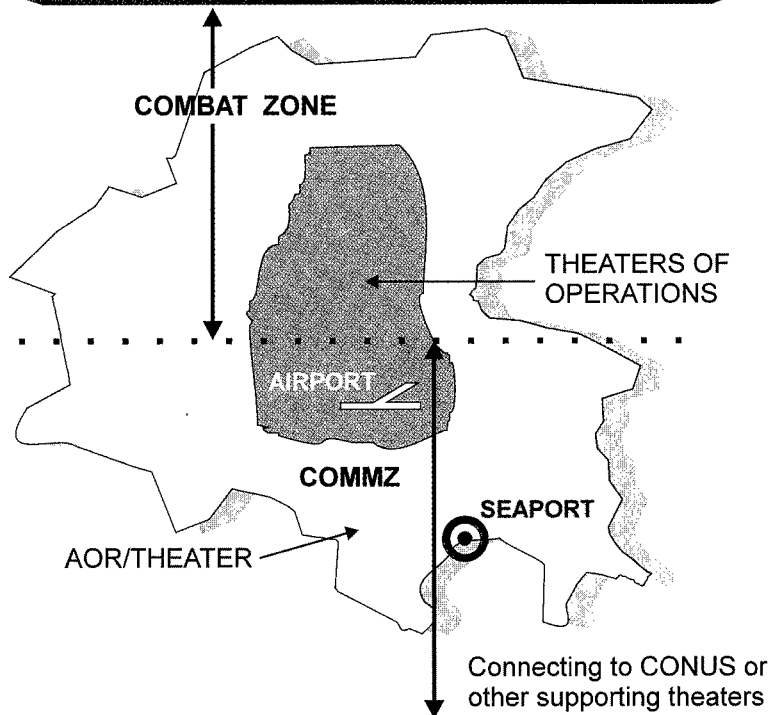 COMBAT ZONE
THEATERS OF
OPERATIONS
AIRPORT
COMMZ
SEAPORT
AOR/THEATER
Connecting to CONUS or
other supporting theaters